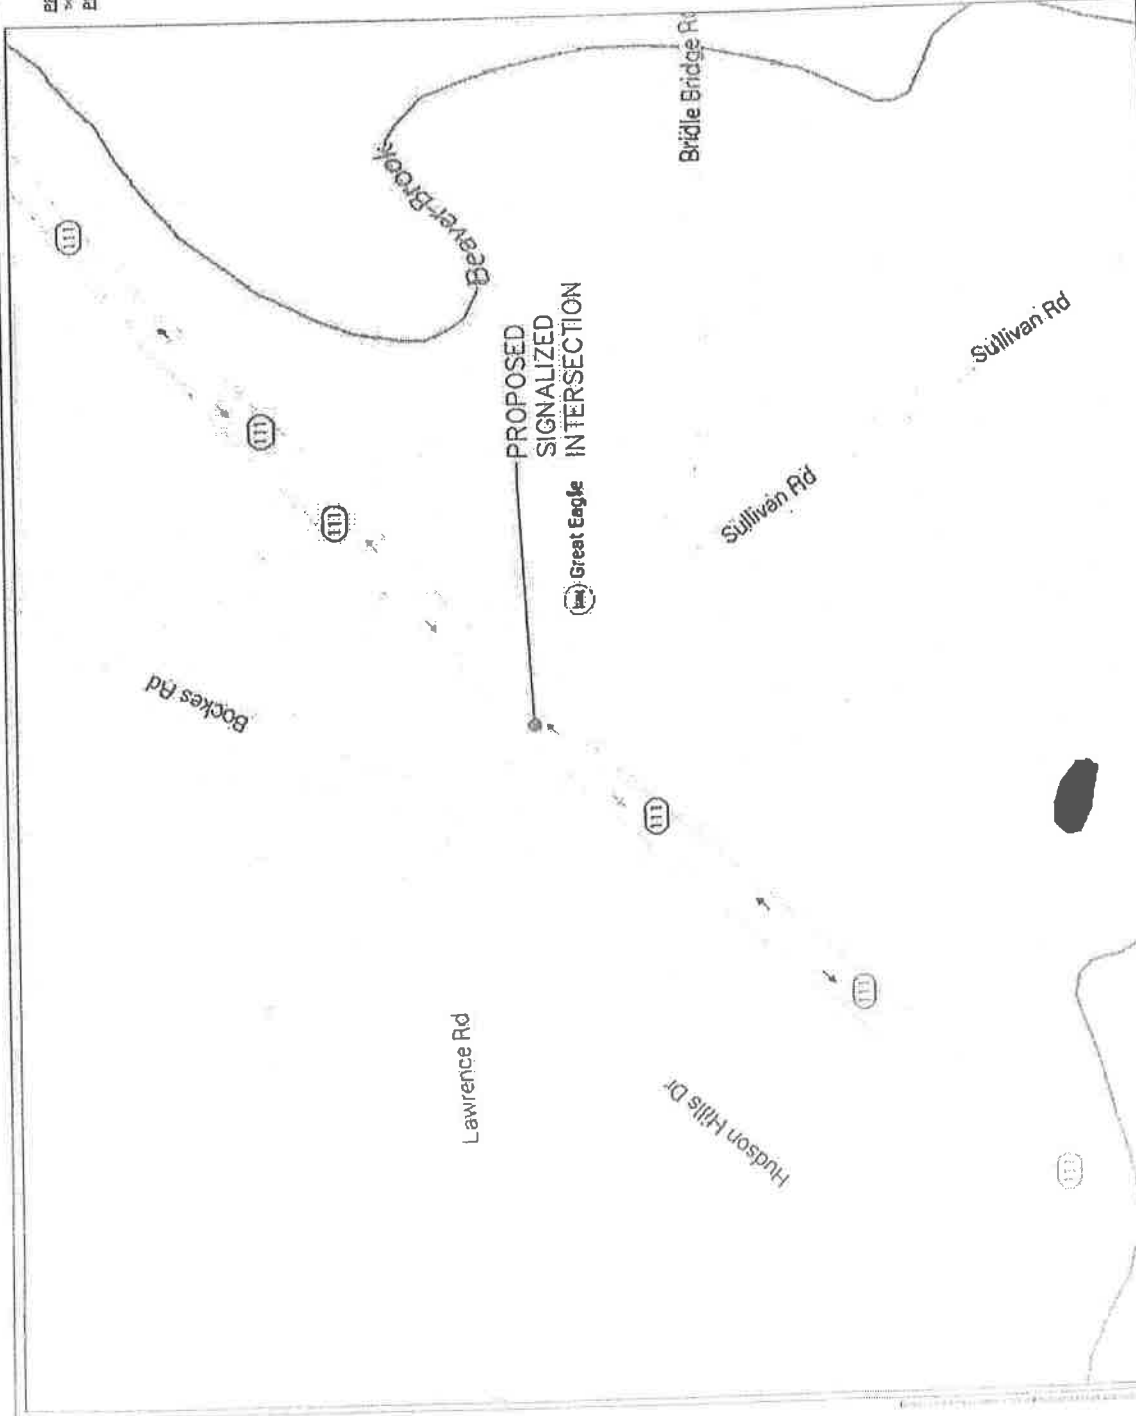 111
111
111
Beaver Brook
Bridle Bridge Rd
PROPOSED
SIGNALIZED
INTERSECTION
Great Eagle
Sullivan Rd
Sullivan Rd
Bockes Rd
111
Lawrence Rd
Hudson Hills Dr
111
111